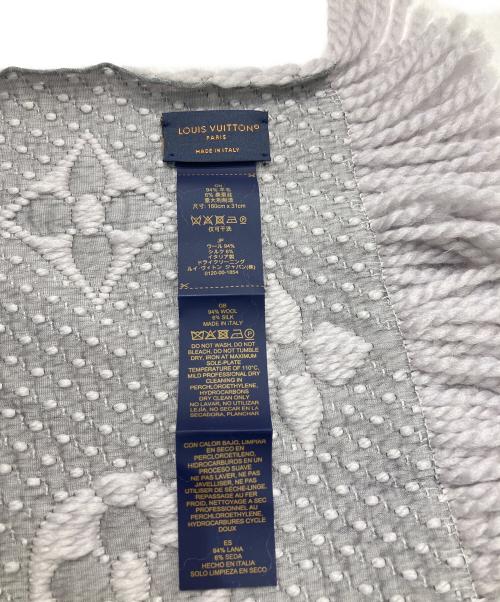 LOUIS VUITTON
PARIS
MADE IN ITALY
CN
94% 羊毛
6% 桑蚕丝
意大利制造
尺寸: 180cm x 31cm
仅可干洗
JP
ウール 94%
シルク 6%
イタリア製
ドライクリーニング
ルイ・ヴィトン ジャパン(株)
0120-00-1854
GB
94% WOOL
6% SILK
MADE IN ITALY
DO NOT WASH, DO NOT
BLEACH, DO NOT TUMBLE
DRY, IRON AT MAXIMUM
SOLE-PLATE
TEMPERATURE OF 110°C,
MILD PROFESSIONAL DRY
CLEANING IN
PERCHLOROETHYLENE,
HYDROCARBONS
DRY CLEAN ONLY
NO LAVAR, NO UTILIZAR
LEJÍA, NO SECAR EN LA
SECADORA, PLANCHAR
CON CALOR BAJO, LIMPIAR
EN SECO EN
PERCLOROETILENO,
HIDROCARBUROS EN UN
PROCESO SUAVE
NE PAS LAVER, NE PAS
JAVELLISER, NE PAS
UTILISER DE SÈCHE-LINGE,
REPASSAGE AU FER
FROID, NETTOYAGE A SEC
PROFESSIONNEL AU
PERCHLORETHYLENE,
HYDROCARBURES CYCLE
DOUX
ES
94% LANA
6% SEDA
HECHO EN ITALIA
SOLO LIMPIEZA EN SECO